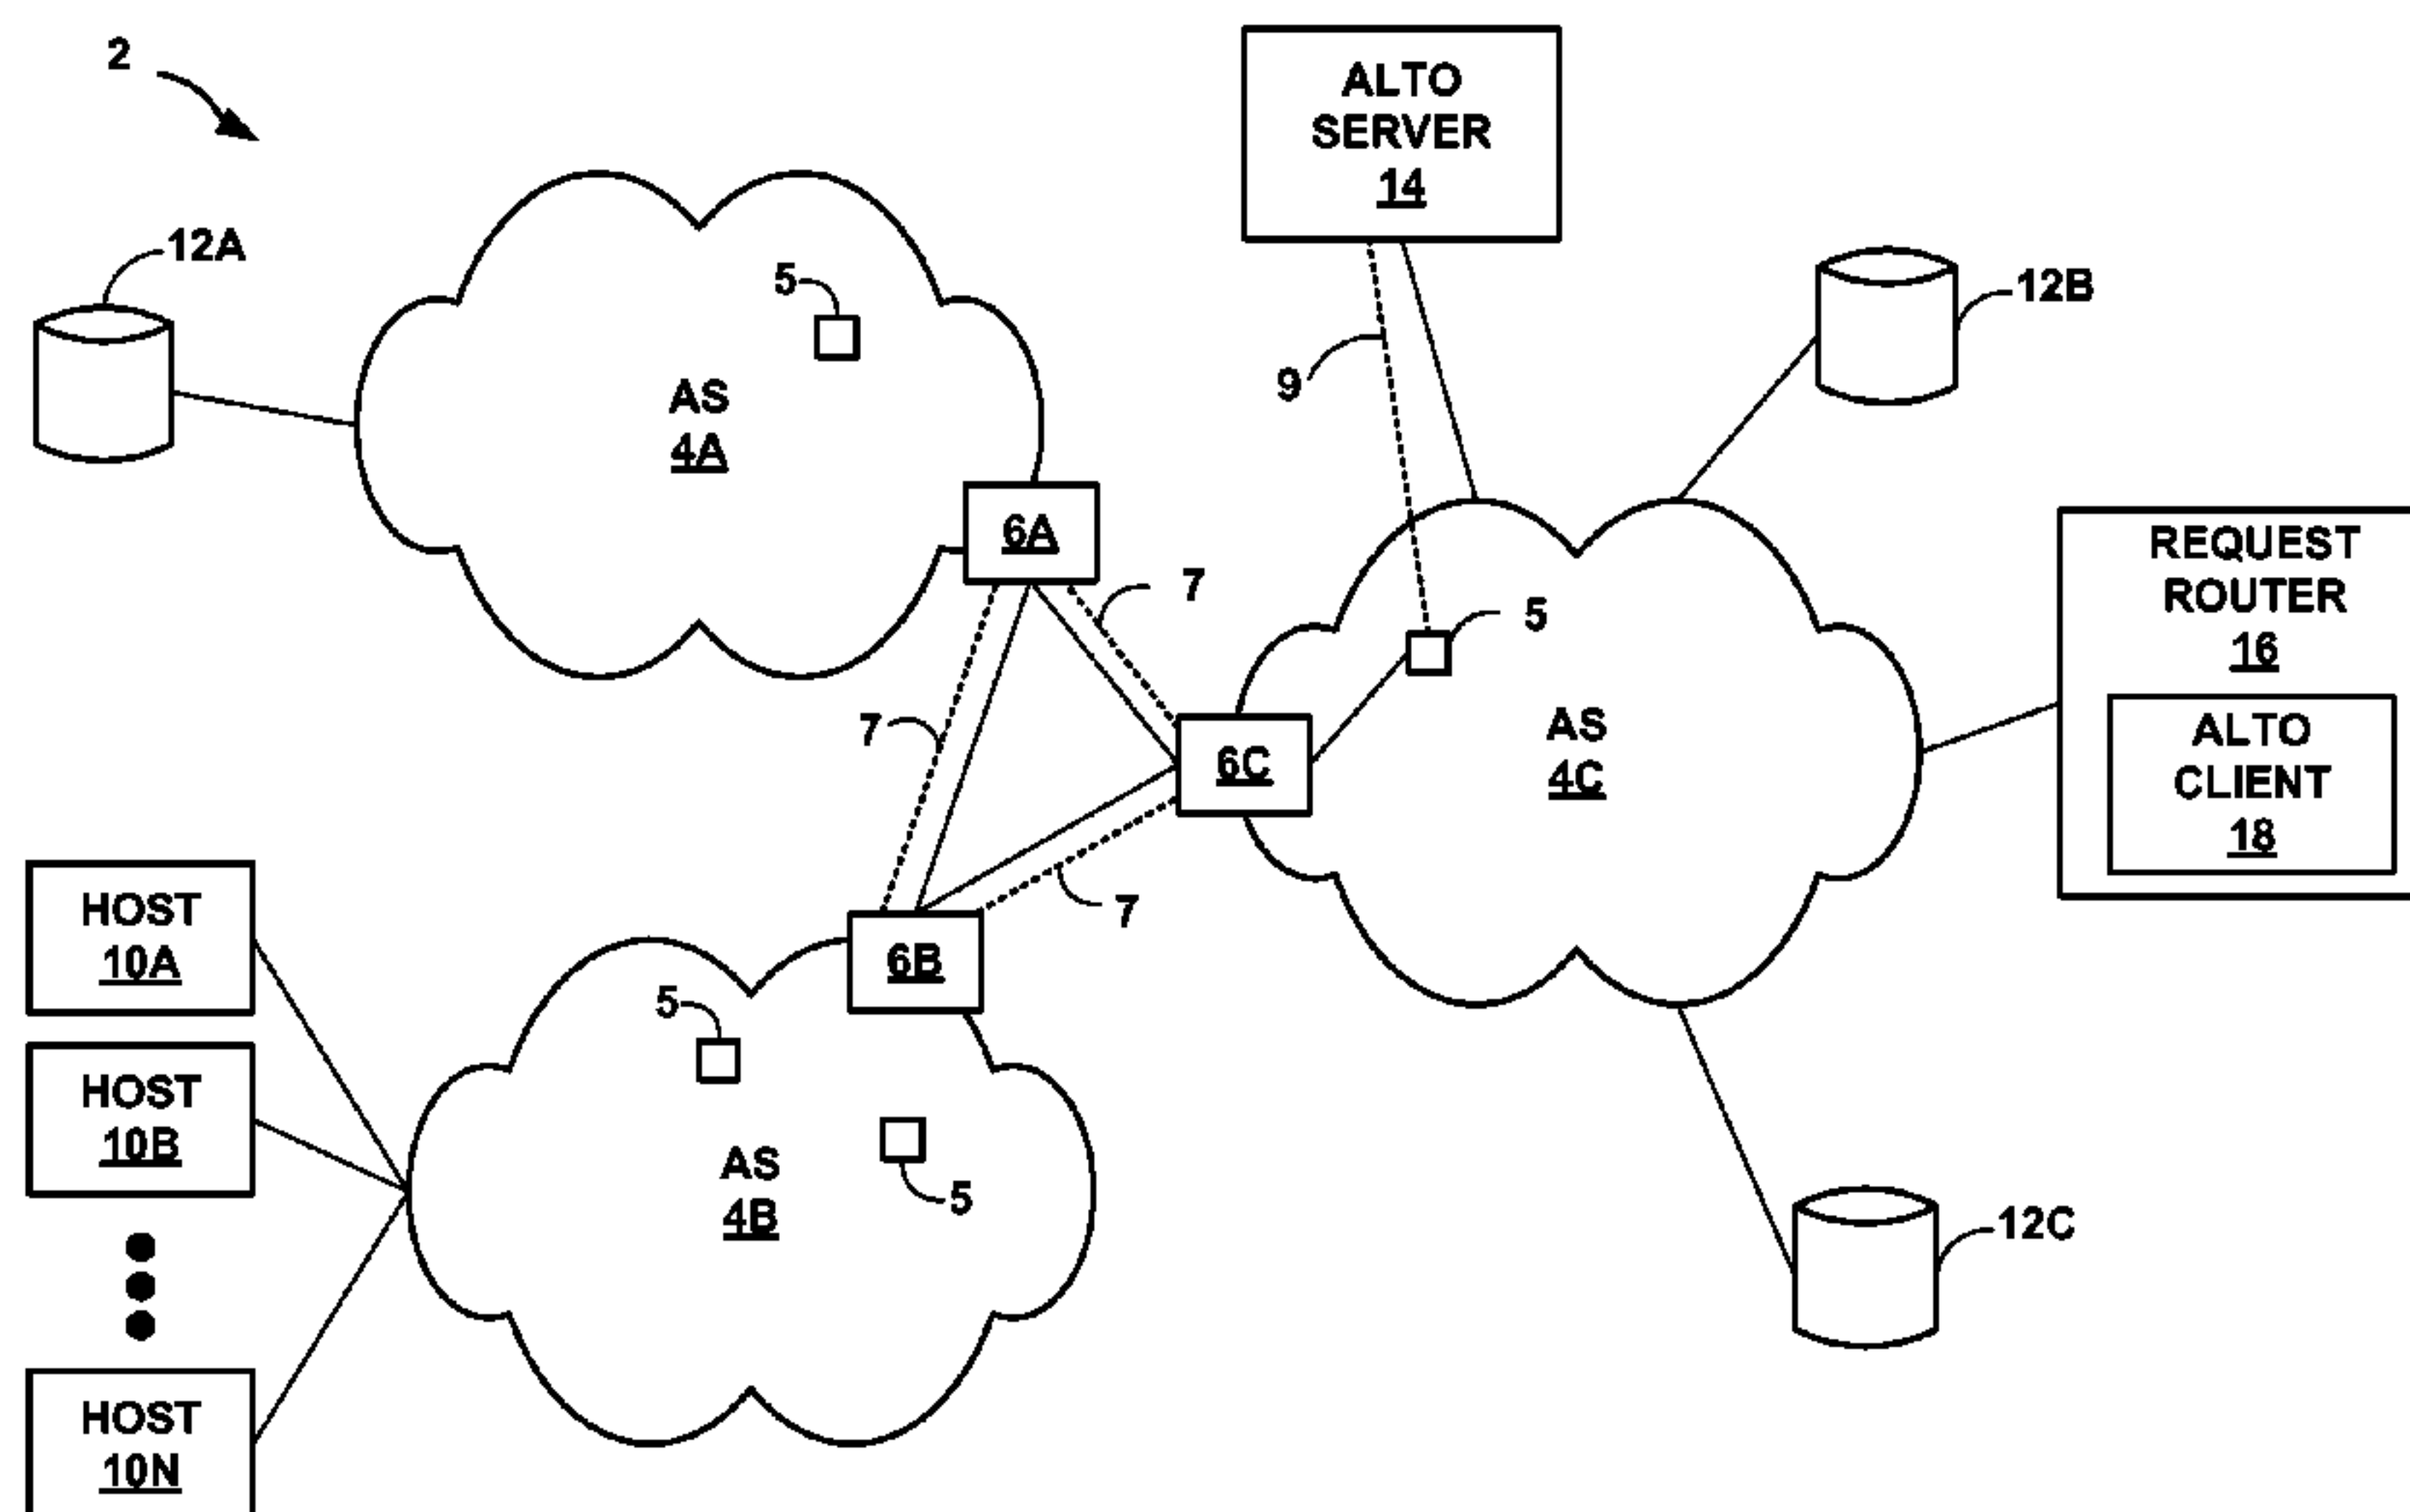 2
ALTO
SERVER
14
12A
5
12B
9
AS
4A
6A
REQUEST
ROUTER
16
7
5
7
AS
4C
6C
ALTO
CLIENT
18
HOST
10A
7
6B
5
HOST
10B
AS
4B
5
12C
HOST
10N